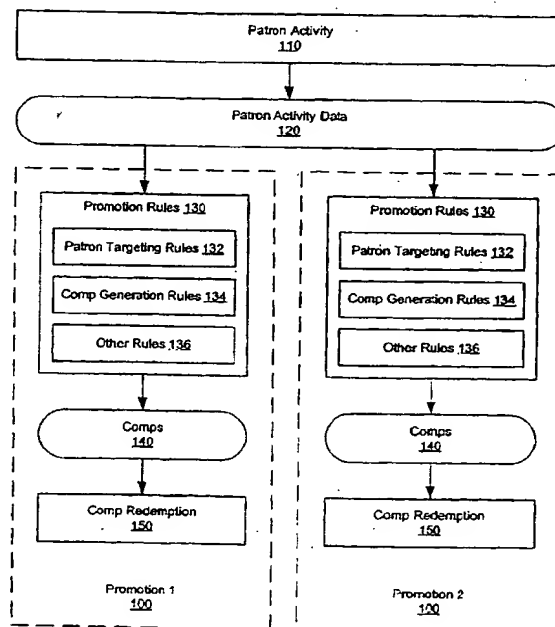 Patron Activity
110
Patron Activity Data
120
Promotion Rules 130
Patron Targeting Rules 132
Comp Generation Rules 134
Other Rules 136
Comps
140
Comp Redemption
150
Promotion 1
100
Promotion Rules 130
Patron Targeting Rules 132
Comp Generation Rules 134
Other Rules 136
Comps
140
Comp Redemption
150
Promotion 2
100